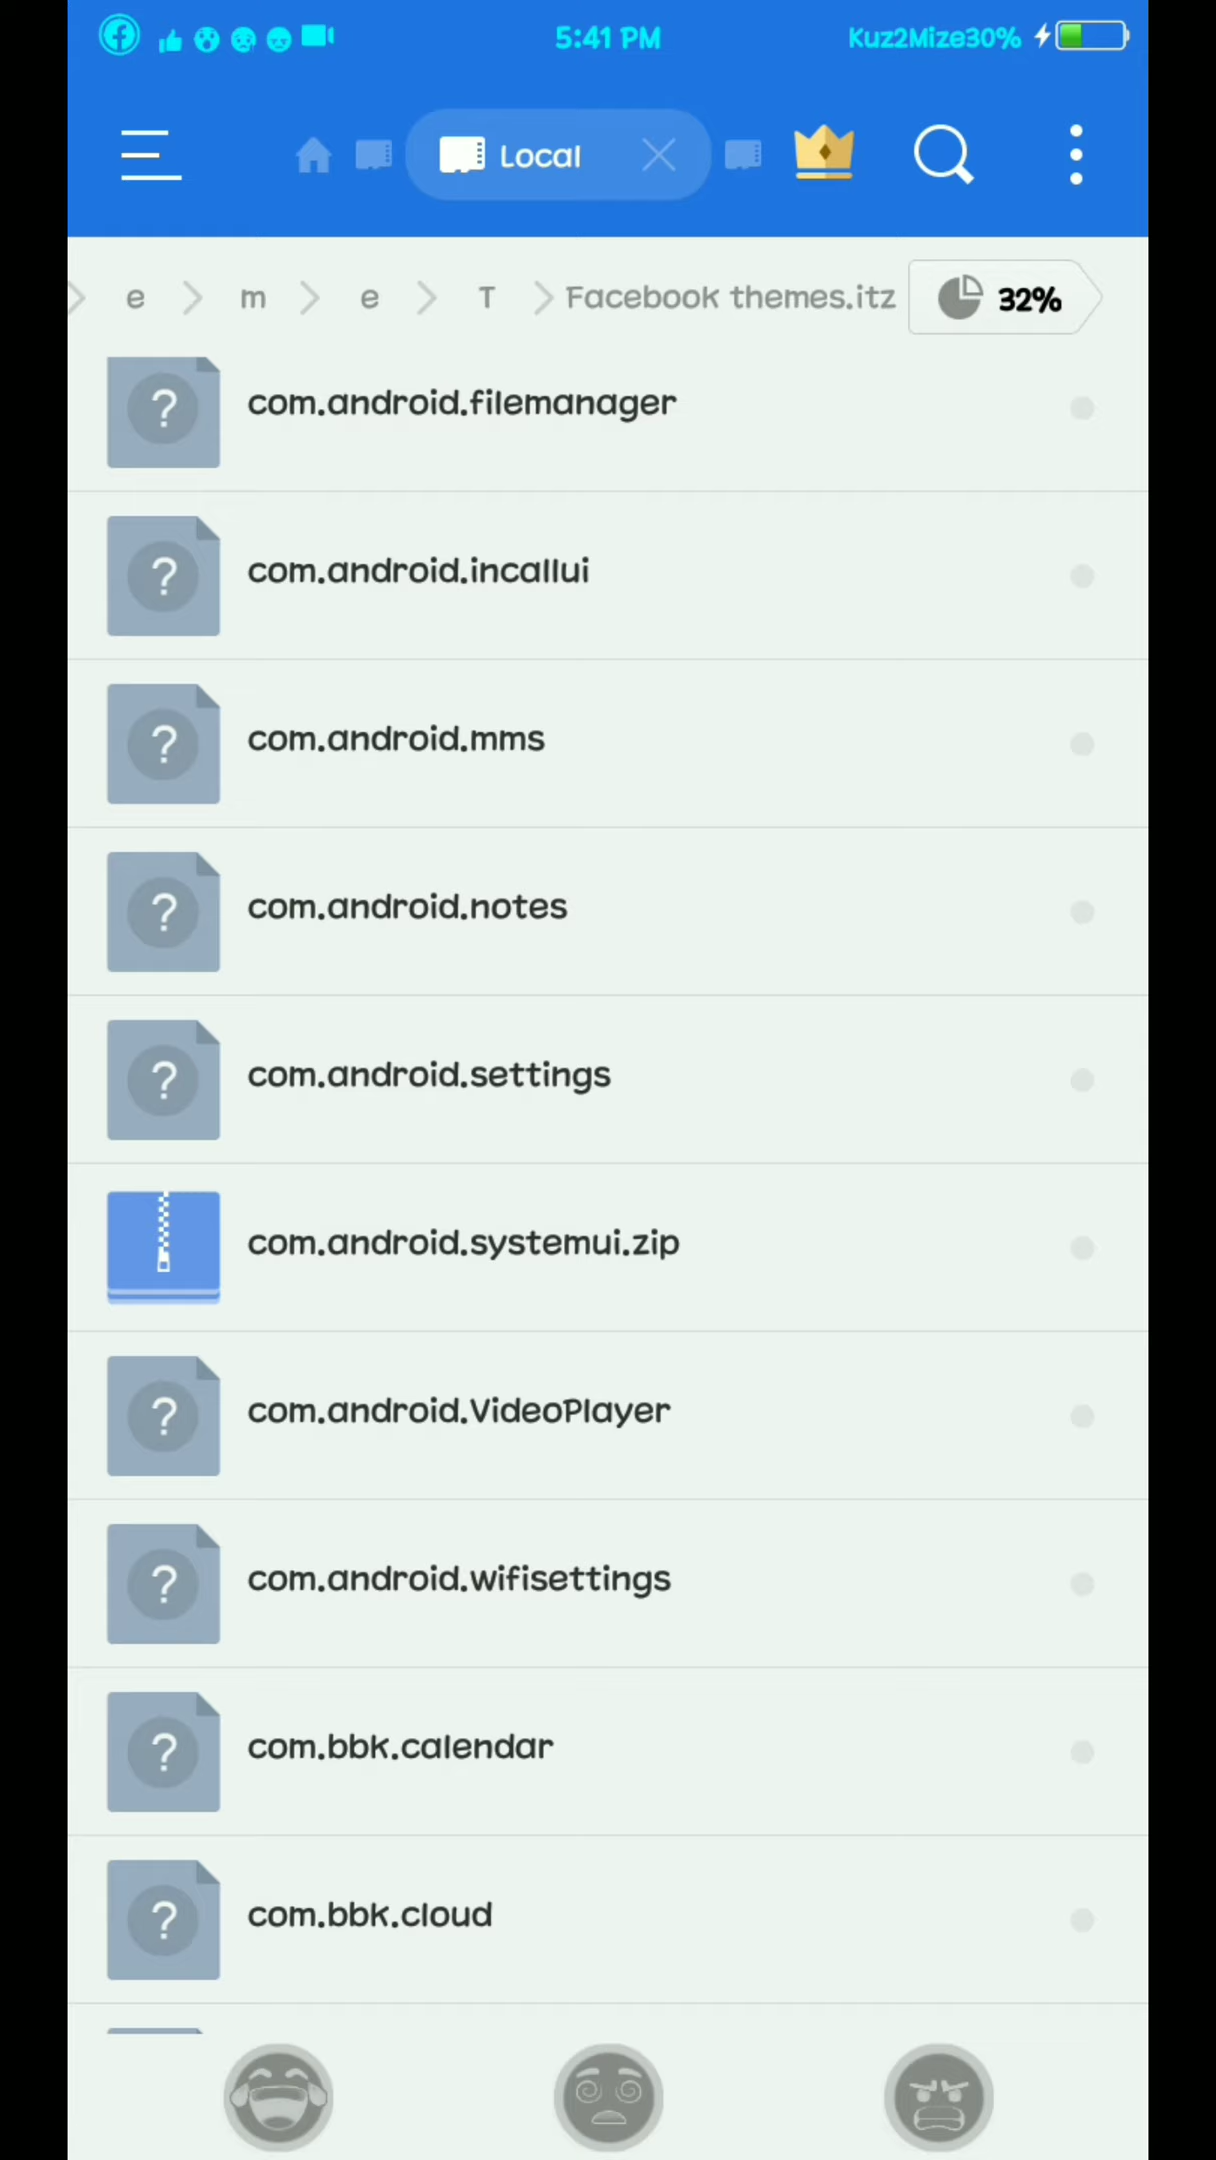 5:41 PM
Kuz2Mize30%
Local
e
m
e
T
Facebook themes.itz
32%
com.android.filemanager
com.android.incallui
com.android.mms
com.android.notes
com.android.settings
com.android.systemui.zip
com.android.VideoPlayer
com.android.wifisettings
com.bbk.calendar
com.bbk.cloud